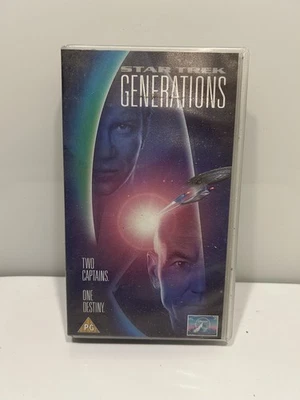 STAR TREK
GENERATIONS
TWO
CAPTAINS.
ONE
DESTINY.
PG